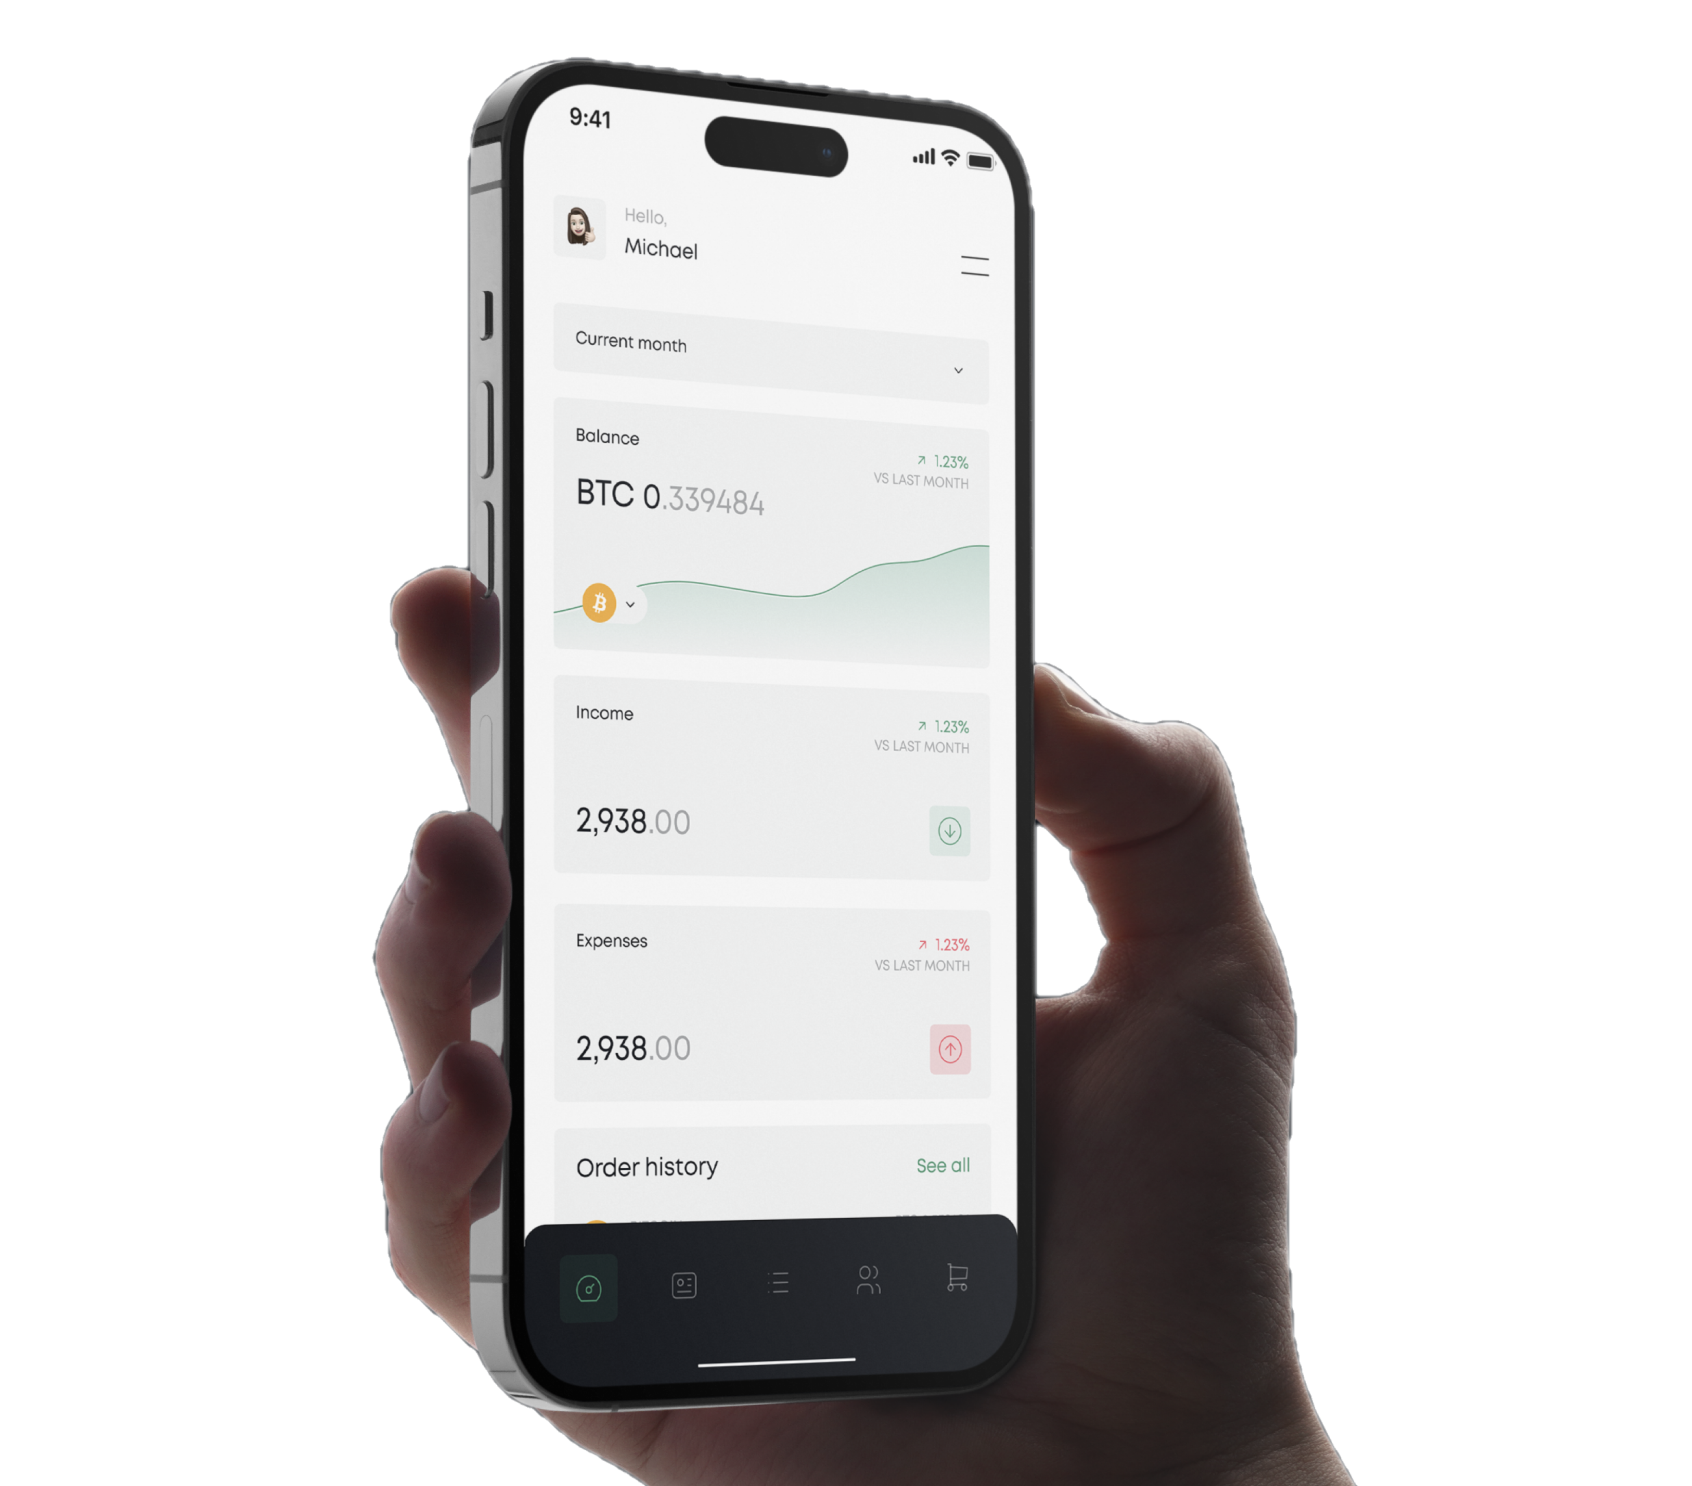 9:41
Hello,
Michael
Current month
Balance
↗ 1.23%
VS LAST MONTH
BTC 0.339484
Income
↗ 1.23%
VS LAST MONTH
2,938.00
Expenses
↗ 1.23%
VS LAST MONTH
2,938.00
Order history
See all